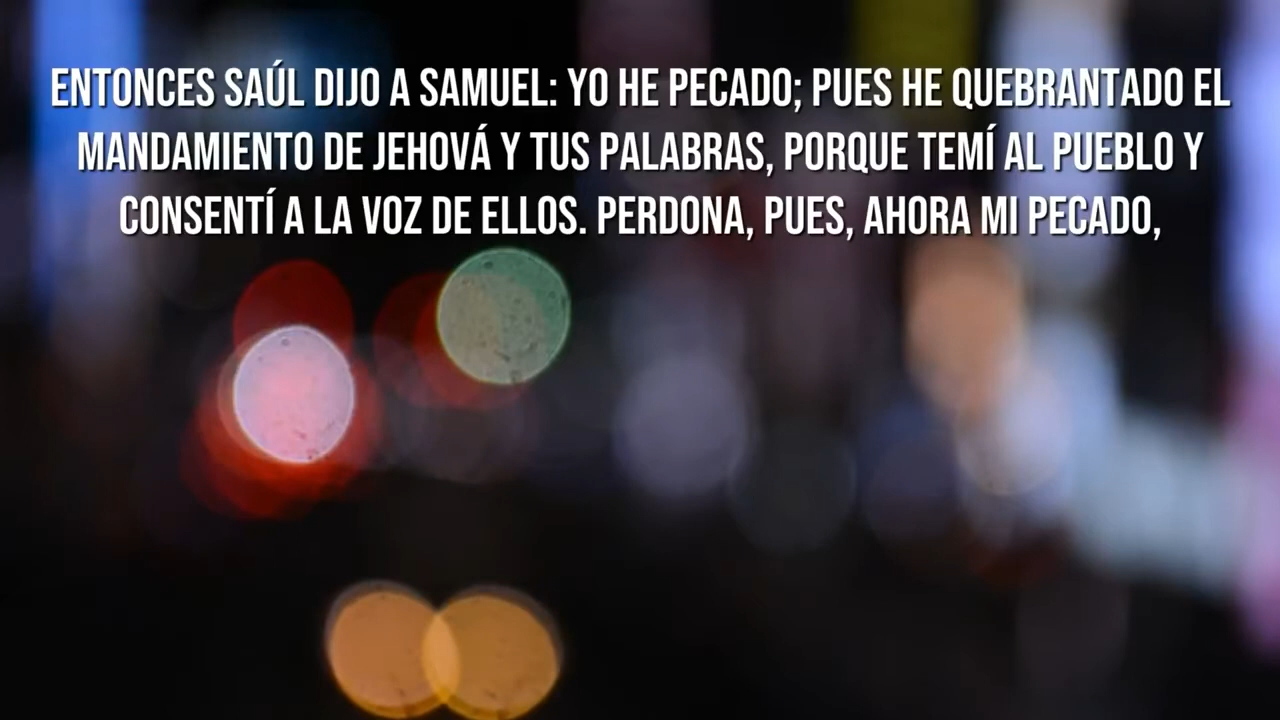 ENTONCES SAÚL DIJO A SAMUEL: YO HE PECADO; PUES HE QUEBRANTADO EL
MANDAMIENTO DE JEHOVÁ Y TUS PALABRAS, PORQUE TEMÍ AL PUEBLO Y
CONSENTÍ A LA VOZ DE ELLOS. PERDONA, PUES, AHORA MI PECADO,